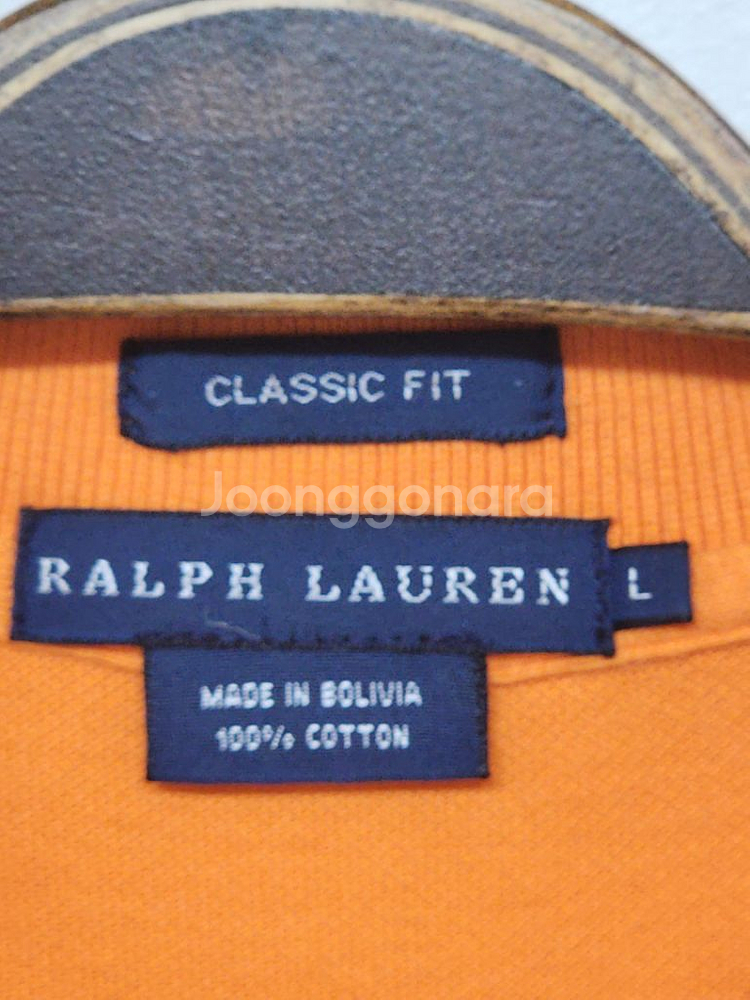 CLASSIC FIT
Joonggonara
RALPH LAUREN
L
MADE IN BOLIVIA
100% COTTON